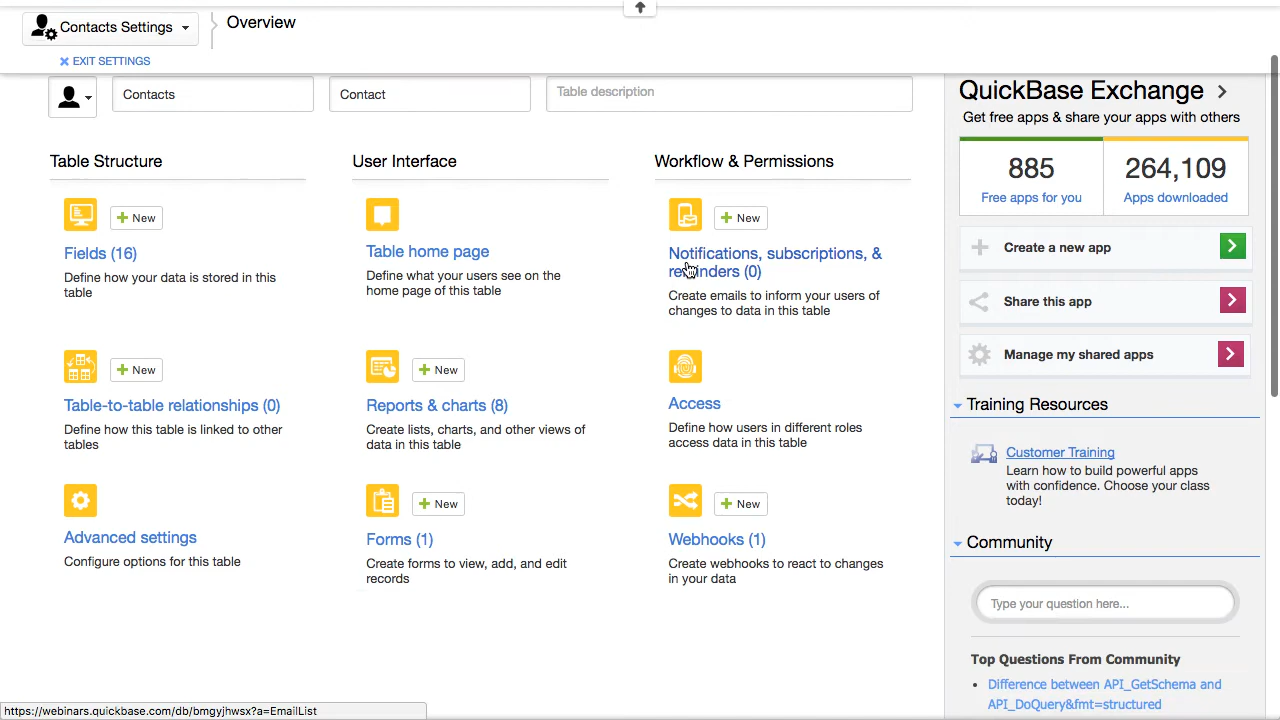 Contacts Settings
Overview
EXIT SETTINGS
Contacts
Contact
Table description
Table Structure
New
Fields (16)
Define how your data is stored in this
table
New
Table-to-table relationships (0)
Define how this table is linked to other
tables
Advanced settings
Configure options for this table
User Interface
Table home page
Define what your users see on the
home page of this table
New
Reports & charts (8)
Create lists, charts, and other views of
data in this table
New
Forms (1)
Create forms to view, add, and edit
records
Workflow & Permissions
New
Notifications, subscriptions, &
reminders (0)
Create emails to inform your users of
changes to data in this table
Access
Define how users in different roles
access data in this table
New
Webhooks (1)
Create webhooks to react to changes
in your data
QuickBase Exchange
Get free apps & share your apps with others
885
Free apps for you
264,109
Apps downloaded
Create a new app
Share this app
Manage my shared apps
Training Resources
Customer Training
Learn how to build powerful apps
with confidence. Choose your class
today!
Community
Type your question here...
Top Questions From Community
• Difference between API_GetSchema and
API_DoQuery&fmt=structured
https://webinars.quickbase.com/db/bmgyjhwsx?a=EmailList